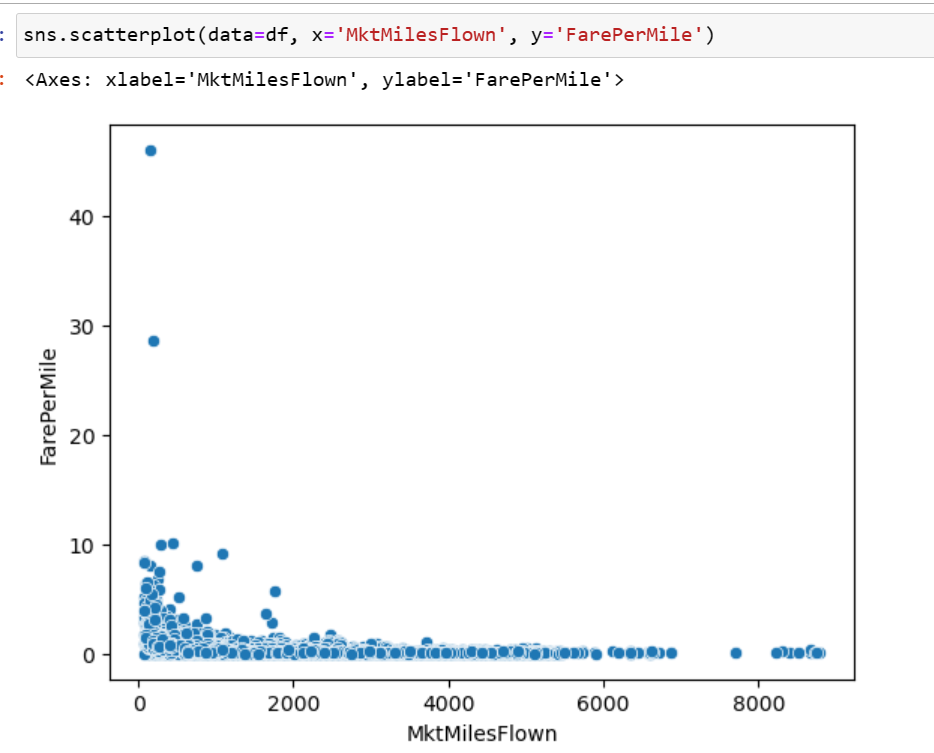 : sns.scatterplot(data=df, x='MktMilesFlown', y='FarePerMile')
: <Axes: xlabel='MktMilesFlown', ylabel='FarePerMile'>
40
30
20
10
0
FarePerMile
0 2000 4000 6000 8000
MktMilesFlown